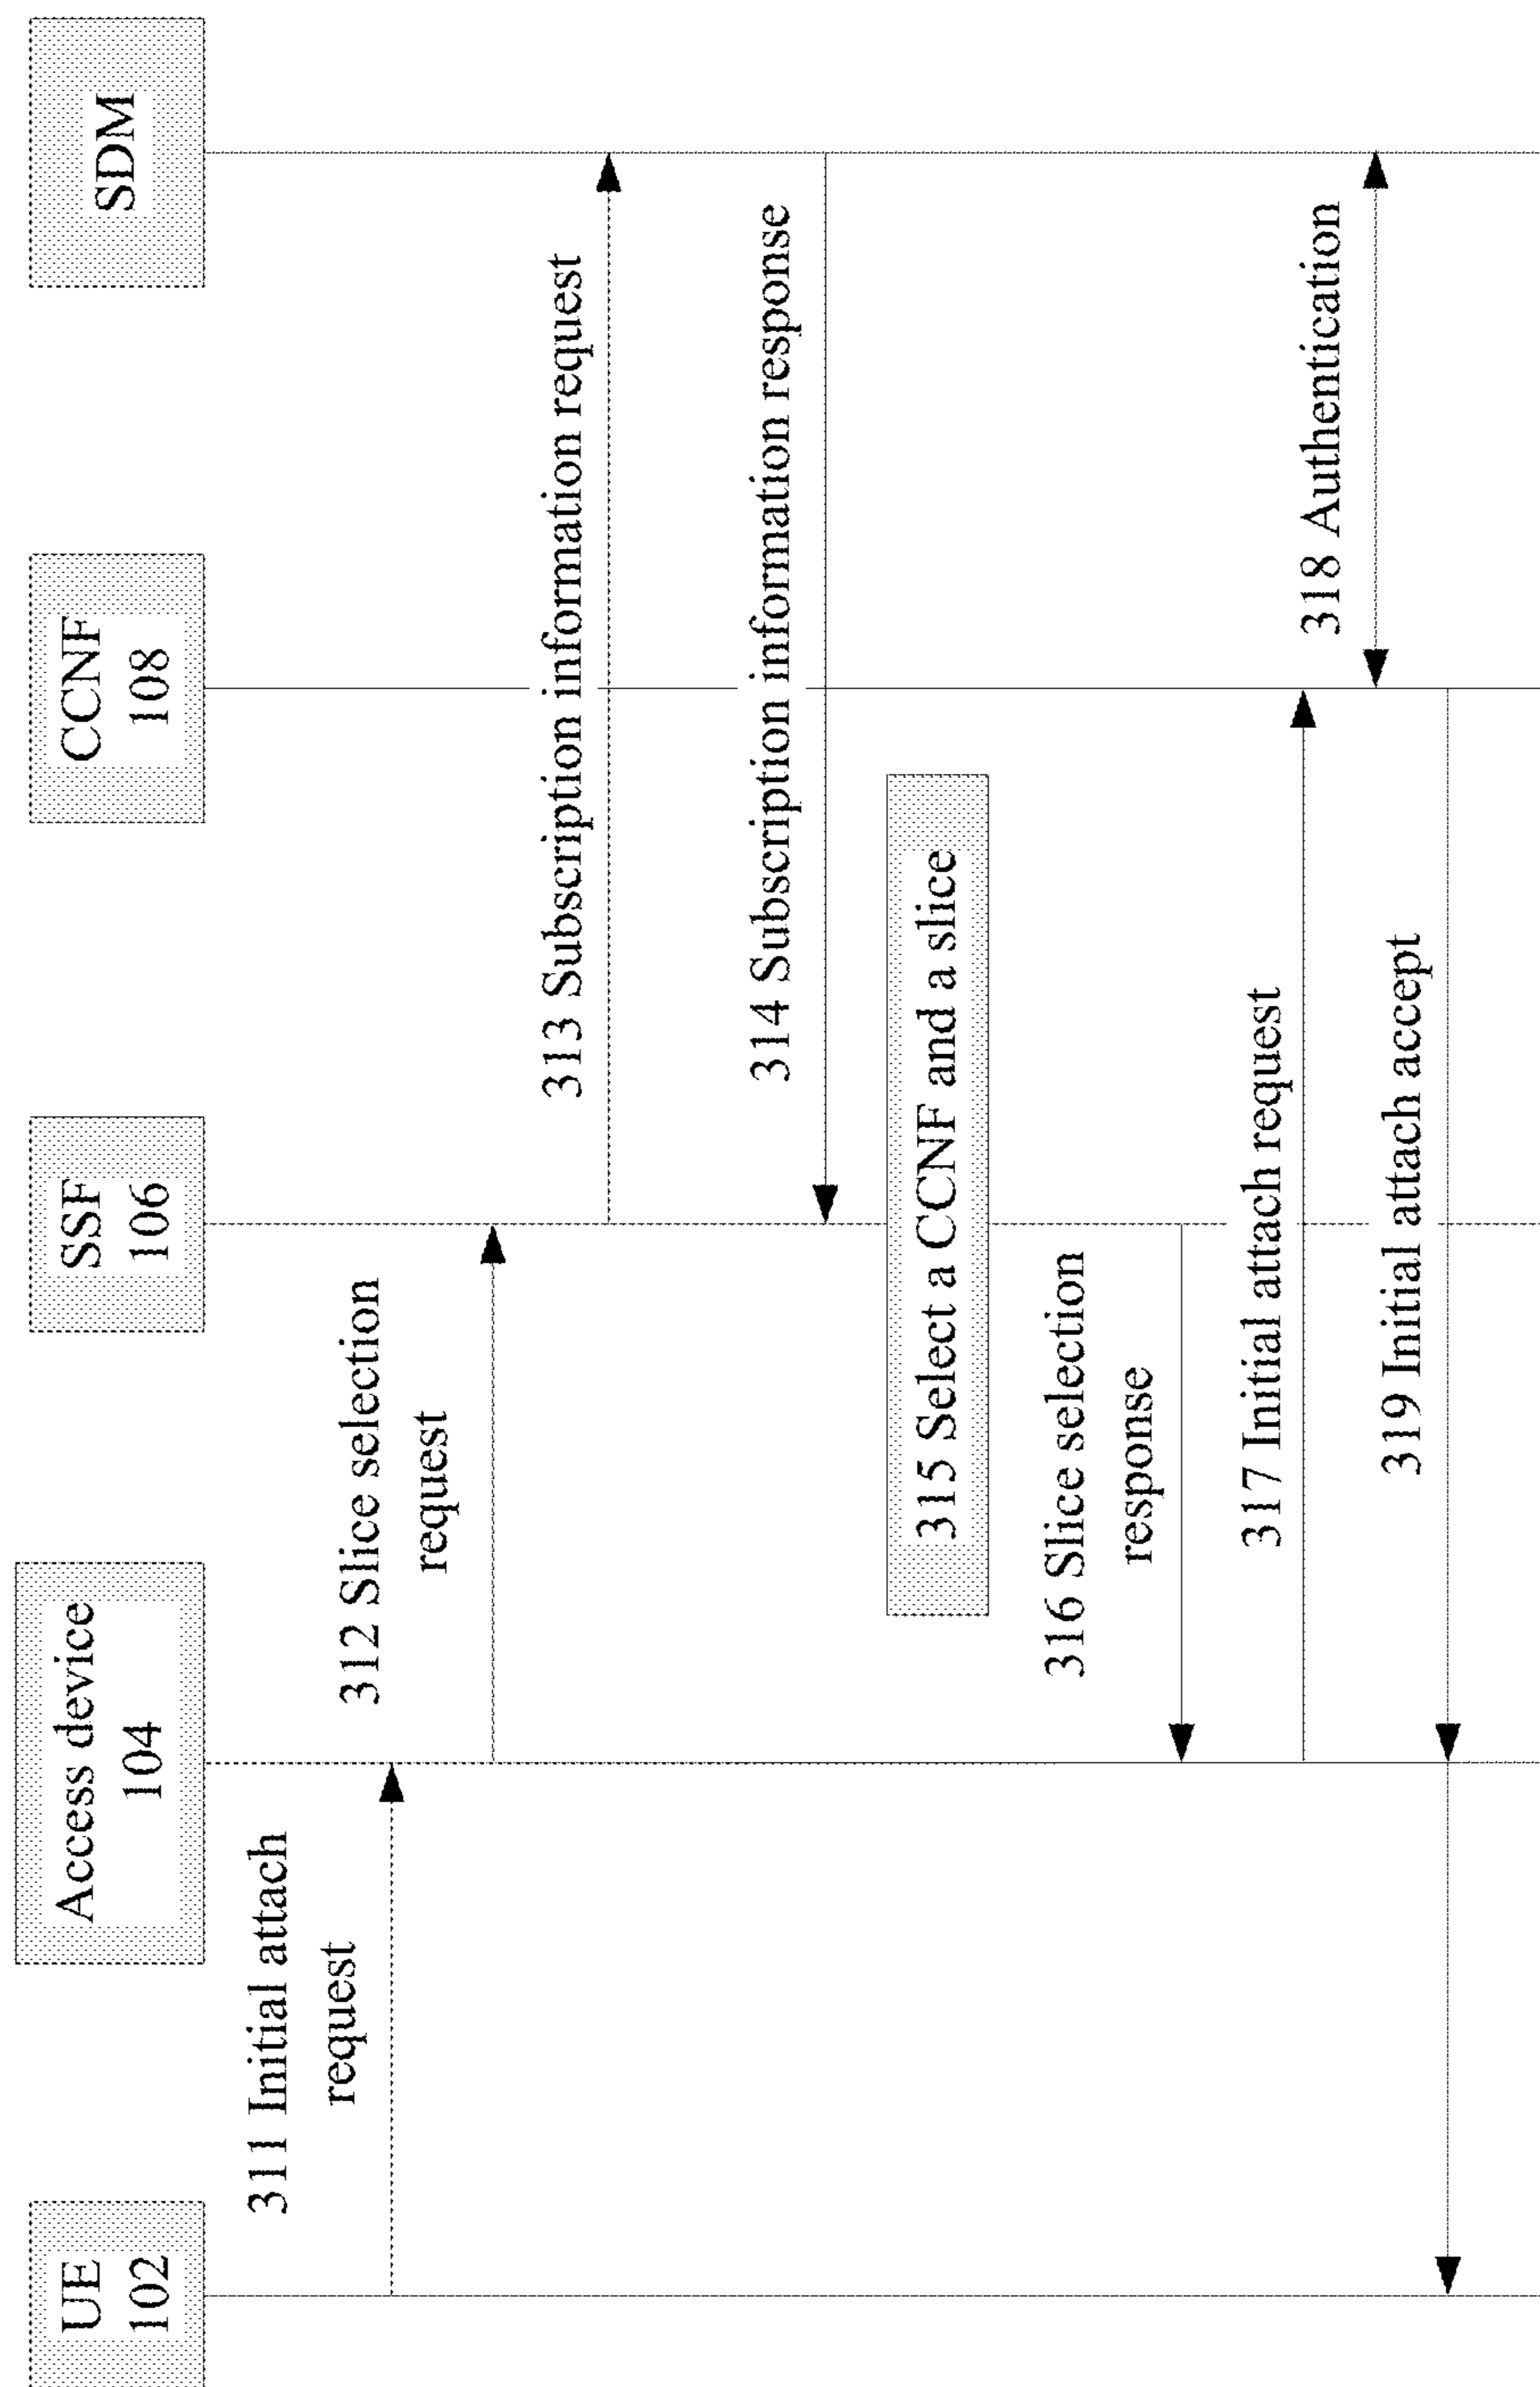 UE
102
Access device
104
SSF
106
CCNF
108
SDM
311 Initial attach
request
312 Slice selection
request
313 Subscription information request
314 Subscription information response
315 Select a CCNF and a slice
316 Slice selection
response
317 Initial attach request
318 Authentication
319 Initial attach accept